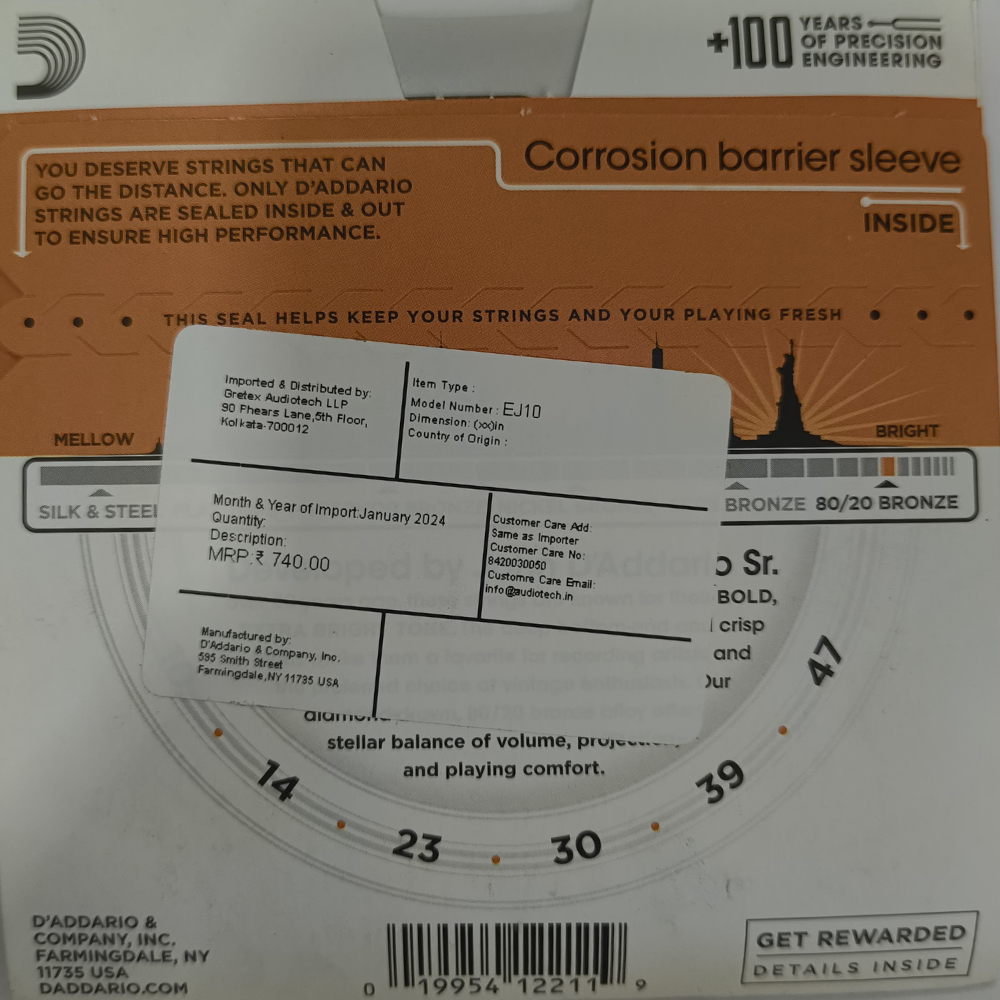 +100 YEARS
OF PRECISION
ENGINEERING
YOU DESERVE STRINGS THAT CAN
GO THE DISTANCE. ONLY D'ADDARIO
STRINGS ARE SEALED INSIDE & OUT
TO ENSURE HIGH PERFORMANCE.
Corrosion barrier sleeve
INSIDE
THIS SEAL HELPS KEEP YOUR STRINGS AND YOUR PLAYING FRESH
MELLOW
BRIGHT
SILK & STEEL
BRONZE 80/20 BRONZE
Imported & Distributed by:
Gretex Audiotech LLP
90 Phears Lane,5th Floor,
Kolkata-700012
Item Type :
Model Number : EJ10
Dimension: (xx)in
Country of Origin :
Month & Year of Import:January 2024
Quantity:
Description:
MRP:₹ 740.00
Customer Care Add:
Same as Importer
Customer Care No:
8420030050
Customre Care Email:
info@audiotech.in
Manufactured by:
D'Addario & Company, Inc.
595 Smith Street
Farmingdale,NY 11735 USA
o Sr.
BOLD,
crisp
and
Our
stellar balance of volume,
and playing comfort.
14
23
30
39
47
D'ADDARIO &
COMPANY, INC.
FARMINGDALE, NY
11735 USA
DADDARIO.COM
0 19954 12211 9
GET REWARDED
DETAILS INSIDE